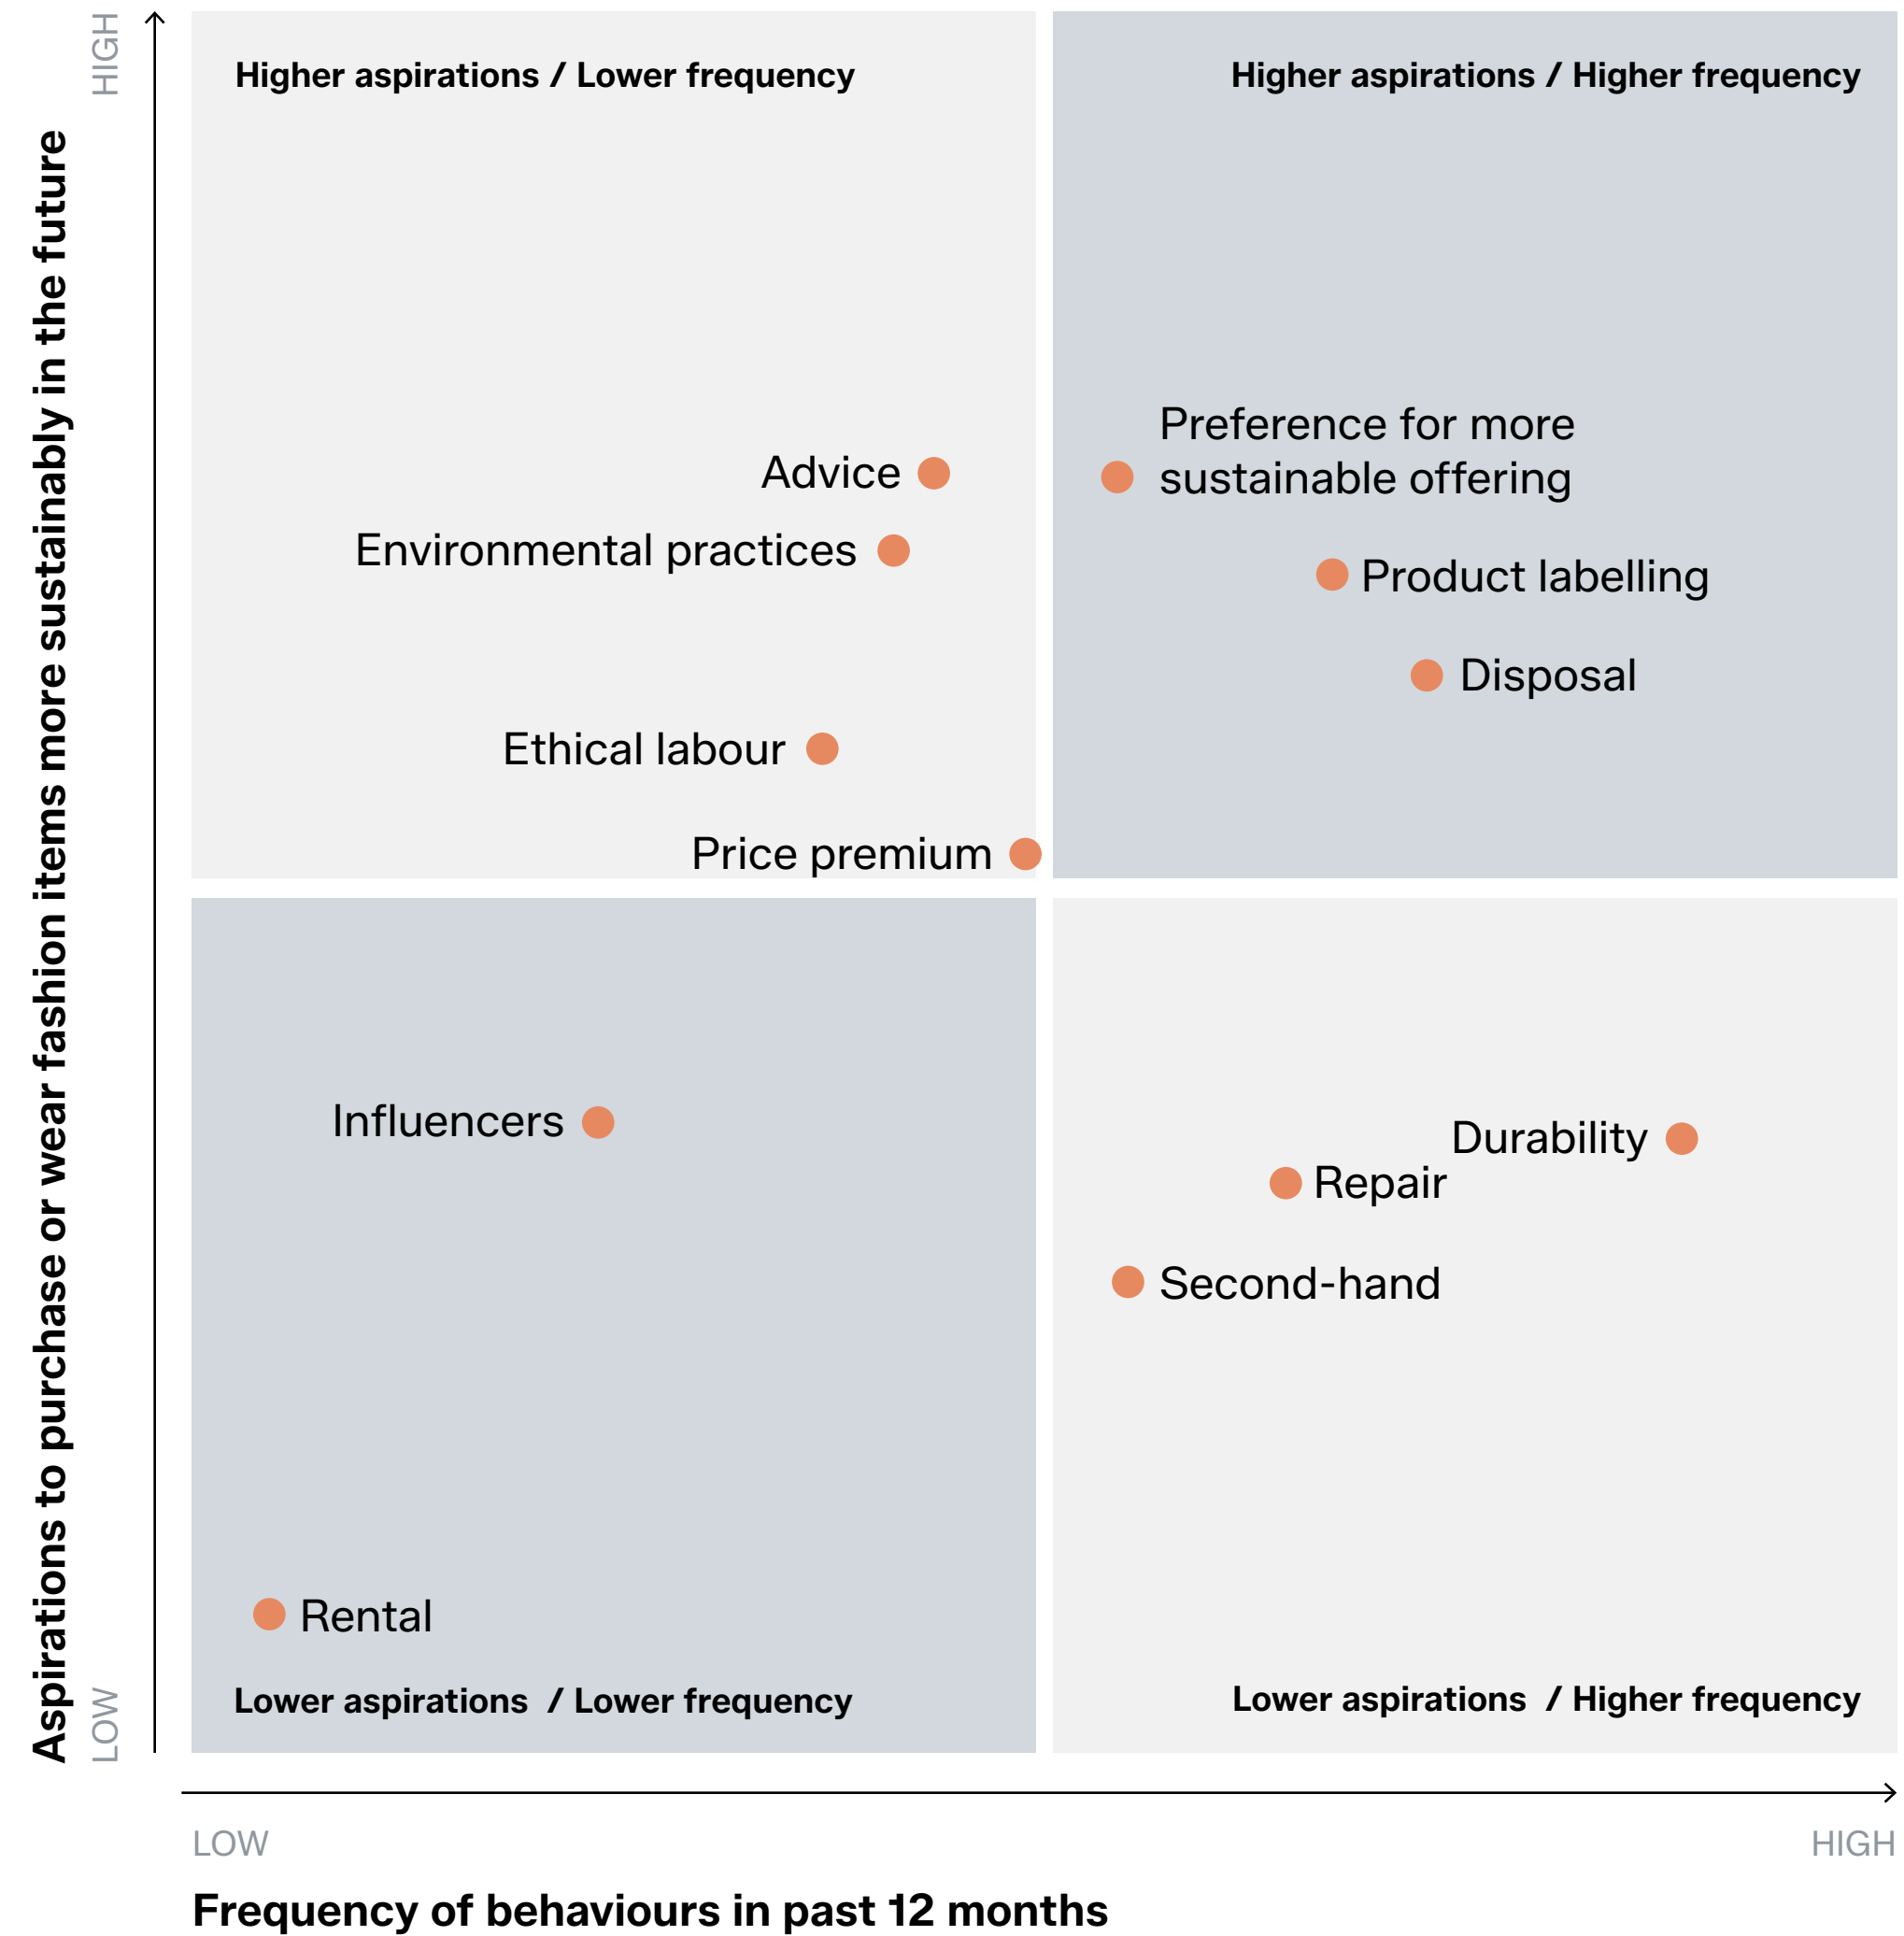 HIGH
Aspirations to purchase or wear fashion items more sustainably in the future
LOW
Higher aspirations / Lower frequency
Higher aspirations / Higher frequency
Advice
Environmental practices
Ethical labour
Price premium
Preference for more
sustainable offering
Product labelling
Disposal
Influencers
Rental
Lower aspirations / Lower frequency
Durability
Repair
Second-hand
Lower aspirations / Higher frequency
LOW
HIGH
Frequency of behaviours in past 12 months